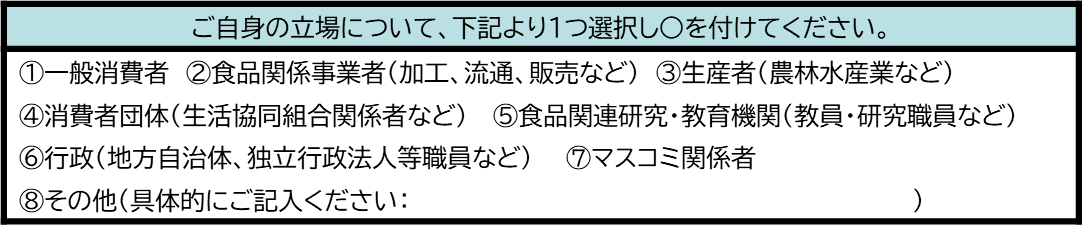 ご自身の立場について、下記より1つ選択し〇を付けてください。
①一般消費者 ②食品関係事業者(加工、流通、販売など) ③生産者(農林水産業など)
④消費者団体(生活協同組合関係者など) ⑤食品関連研究・教育機関(教員・研究職員など)
⑥行政(地方自治体、独立行政法人等職員など) ⑦マスコミ関係者
⑧その他(具体的にご記入ください: )